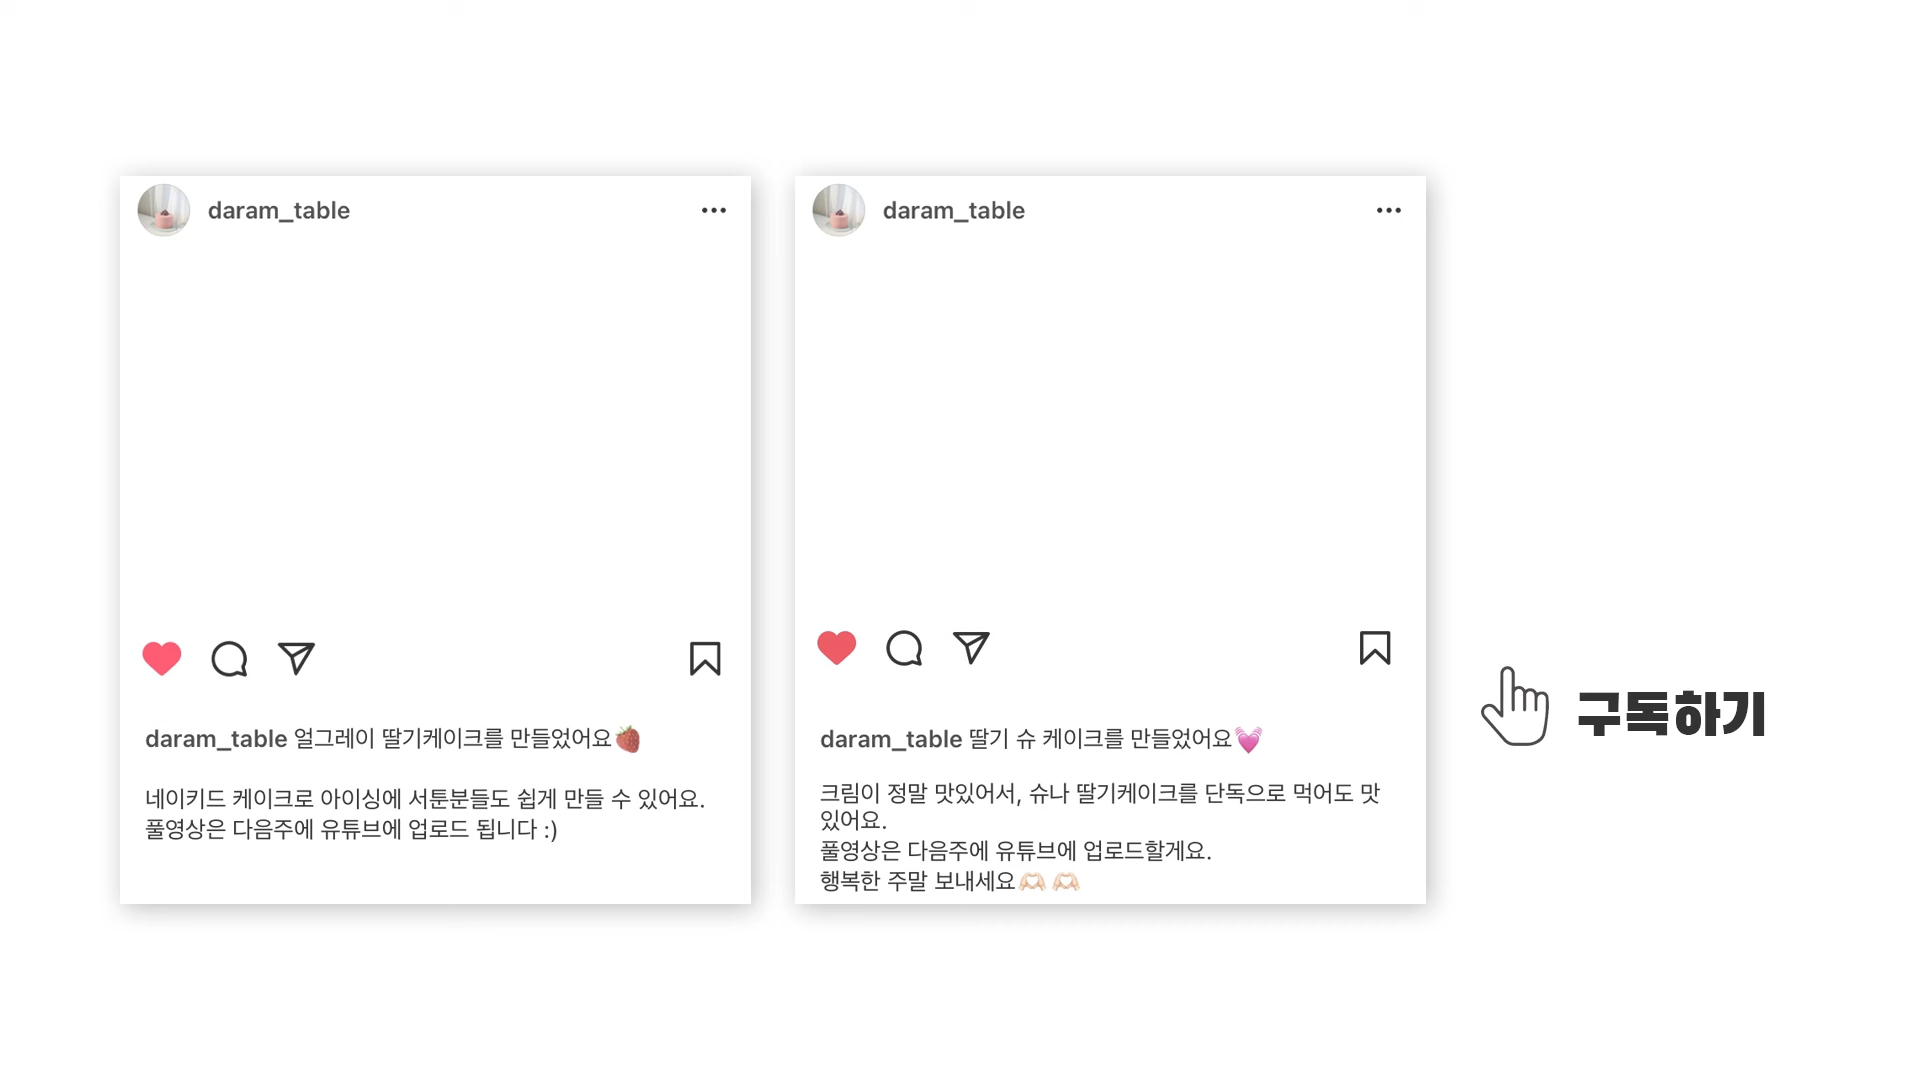 daram_table
daram_table 얼그레이 딸기케이크를 만들었어요🍓
네이키드 케이크로 아이싱에 서툰분들도 쉽게 만들 수 있어요.
풀영상은 다음주에 유튜브에 업로드 됩니다 :)
daram_table
daram_table 딸기 슈 케이크를 만들었어요💓
크림이 정말 맛있어서, 슈나 딸기케이크를 단독으로 먹어도 맛
있어요.
풀영상은 다음주에 유튜브에 업로드할게요.
행복한 주말 보내세요🫶🏻 🫶🏻
구독하기